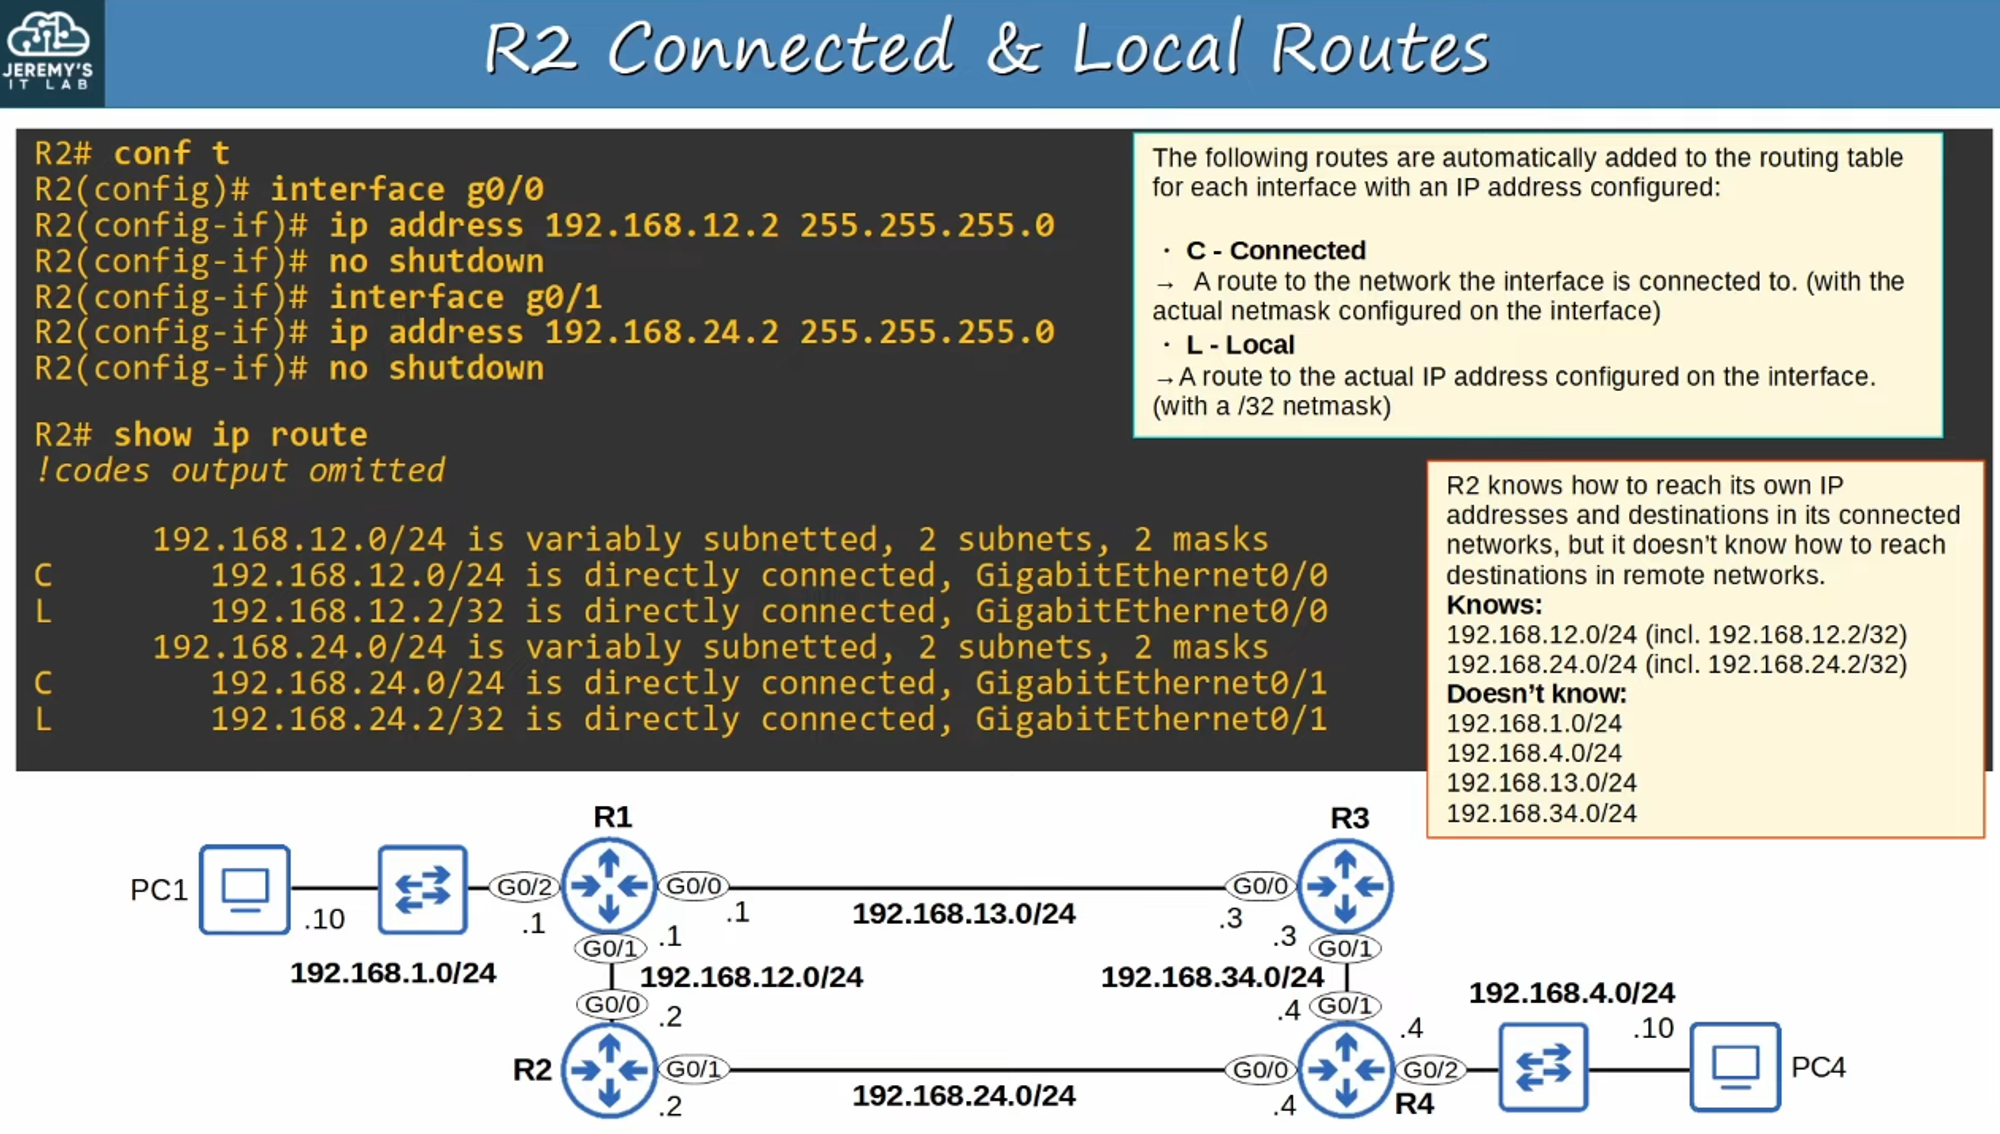 JEREMY'S
IT LAB
R2 Connected & Local Routes
R2# conf t
R2(config)# interface g0/0
R2(config-if)# ip address 192.168.12.2 255.255.255.0
R2(config-if)# no shutdown
R2(config-if)# interface g0/1
R2(config-if)# ip address 192.168.24.2 255.255.255.0
R2(config-if)# no shutdown
R2# show ip route
!codes output omitted
192.168.12.0/24 is variably subnetted, 2 subnets, 2 masks
C 192.168.12.0/24 is directly connected, GigabitEthernet0/0
L 192.168.12.2/32 is directly connected, GigabitEthernet0/0
192.168.24.0/24 is variably subnetted, 2 subnets, 2 masks
C 192.168.24.0/24 is directly connected, GigabitEthernet0/1
L 192.168.24.2/32 is directly connected, GigabitEthernet0/1
The following routes are automatically added to the routing table
for each interface with an IP address configured:
· C - Connected
→ A route to the network the interface is connected to. (with the
actual netmask configured on the interface)
· L - Local
→A route to the actual IP address configured on the interface.
(with a /32 netmask)
R2 knows how to reach its own IP
addresses and destinations in its connected
networks, but it doesn't know how to reach
destinations in remote networks.
Knows:
192.168.12.0/24 (incl. 192.168.12.2/32)
192.168.24.0/24 (incl. 192.168.24.2/32)
Doesn't know:
192.168.1.0/24
192.168.4.0/24
192.168.13.0/24
192.168.34.0/24
R1
R3
PC1
.10
G0/2
.1
G0/0
.1
192.168.13.0/24
G0/0
.3
.3
G0/1
.1
G0/1
192.168.1.0/24
192.168.12.0/24
192.168.34.0/24
G0/0
.2
.4
G0/1
192.168.4.0/24
.4
.10
R2
G0/1
.2
192.168.24.0/24
G0/0
.4
G0/2
R4
PC4